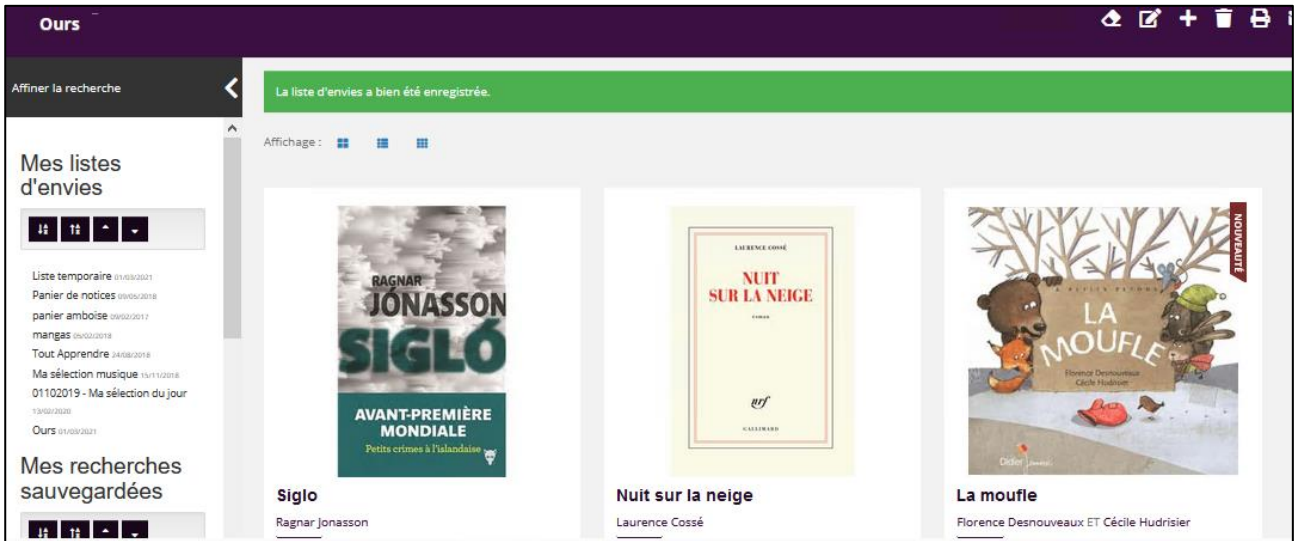 Ours
Affiner la recherche
La liste d'envies a bien été enregistrée.
Affichage :
Mes listes
d'envies
Liste temporaire 01/03/2021
Panier de notices 09/05/2018
panier amboise 09/02/2017
mangas 05/02/2018
Tout Apprendre 24/08/2018
Ma sélection musique 15/11/2018
01102019 - Ma sélection du jour
13/02/2020
Ours 01/03/2021
Mes recherches
sauvegardées
RAGNAR
JÓNASSON
SIGLÓ
AVANT-PREMIÈRE
MONDIALE
Petits crimes à l'islandaise
Siglo
Ragnar Jonasson
LAURENCE COSSÉ
NUIT
SUR LA NEIGE
roman
nrf
GALLIMARD
Nuit sur la neige
Laurence Cossé
NOUVEAUTÉ
À PETITS PETONS
LA
MOUFLE
Florence Desnouveaux
Cécile Hudrisier
Didier Jeunesse
La moufle
Florence Desnouveaux ET Cécile Hudrisier